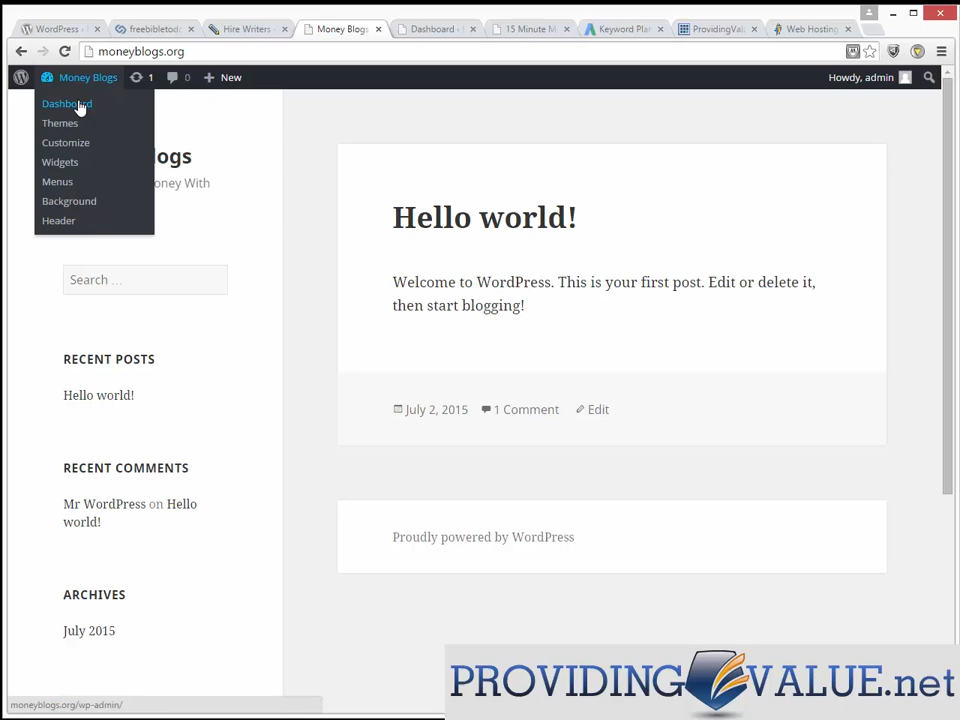 WordPress
freebibletod
Hire Writers
Money Blogs
Dashboard
15 Minute M
Keyword Plan
ProvidingVal
Web Hosting
moneyblogs.org
Money Blogs
1
0
New
Howdy, admin
Dashboard
Themes
Customize
Widgets
Menus
Background
Header
logs
oney With
Search ...
RECENT POSTS
Hello world!
RECENT COMMENTS
Mr WordPress on Hello
world!
ARCHIVES
July 2015
Hello world!
Welcome to WordPress. This is your first post. Edit or delete it,
then start blogging!
July 2, 2015
1 Comment
Edit
Proudly powered by WordPress
moneyblogs.org/wp-admin/
PROVIDING VALUE.net